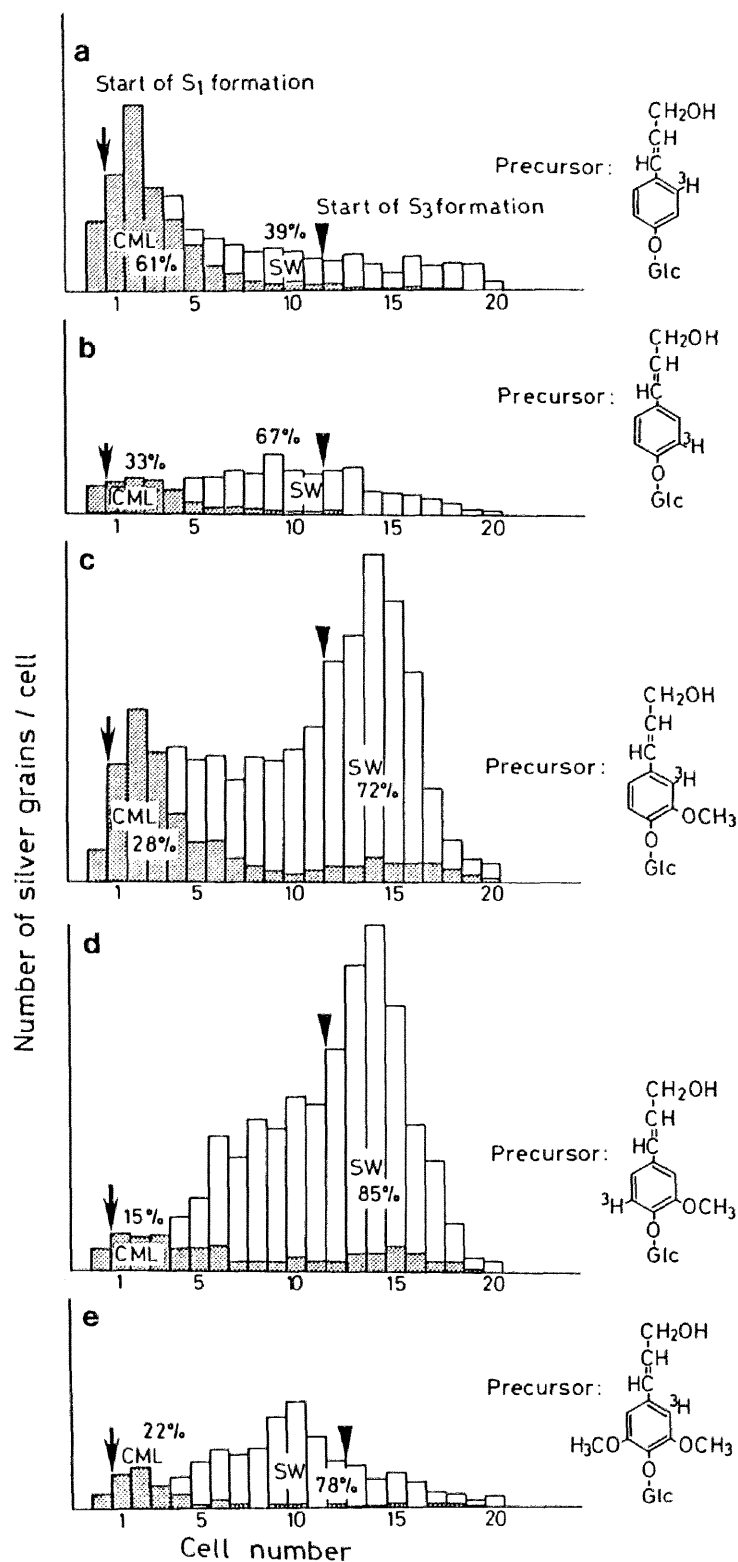 a
Start of S1 formation
Precursor:
CH2OH
CH
HC
3H
O
Glc
Start of S3 formation
39%
CML
61%
SW
1 5 10 15 20
b
Precursor:
CH2OH
CH
HC
3H
O
Glc
67%
33%
CML
SW
1 5 10 15 20
c
Precursor:
CH2OH
CH
HC
3H
OCH3
O
Glc
SW
72%
CML
28%
1 5 10 15 20
Number of silver grains / cell
d
Precursor:
CH2OH
CH
HC
3H
OCH3
O
Glc
SW
85%
15%
CML
1 5 10 15 20
e
Precursor:
CH2OH
CH
HC
3H
H3CO
OCH3
O
Glc
22%
CML
SW
78%
1 5 10 15 20
Cell number